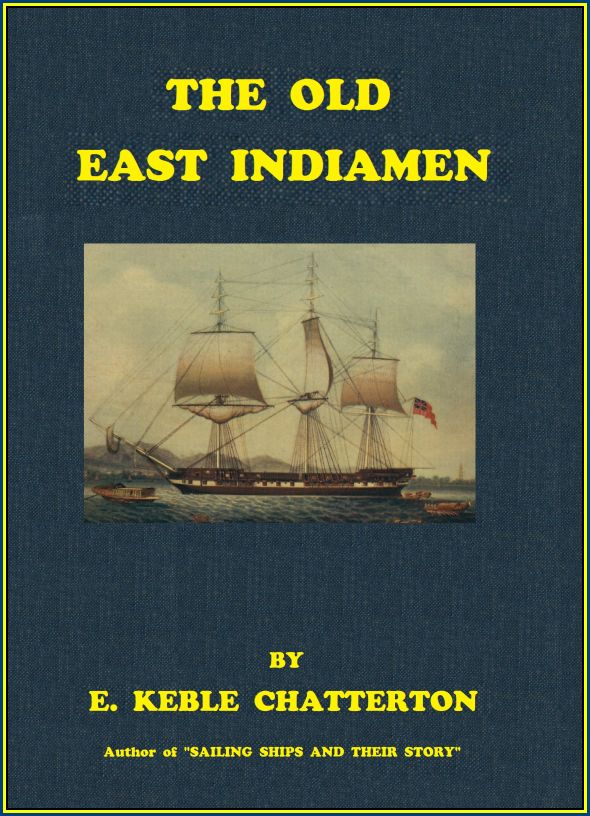 THE OLD
EAST INDIAMEN
BY
E. KEBLE CHATTERTON
Author of "SAILING SHIPS AND THEIR STORY"